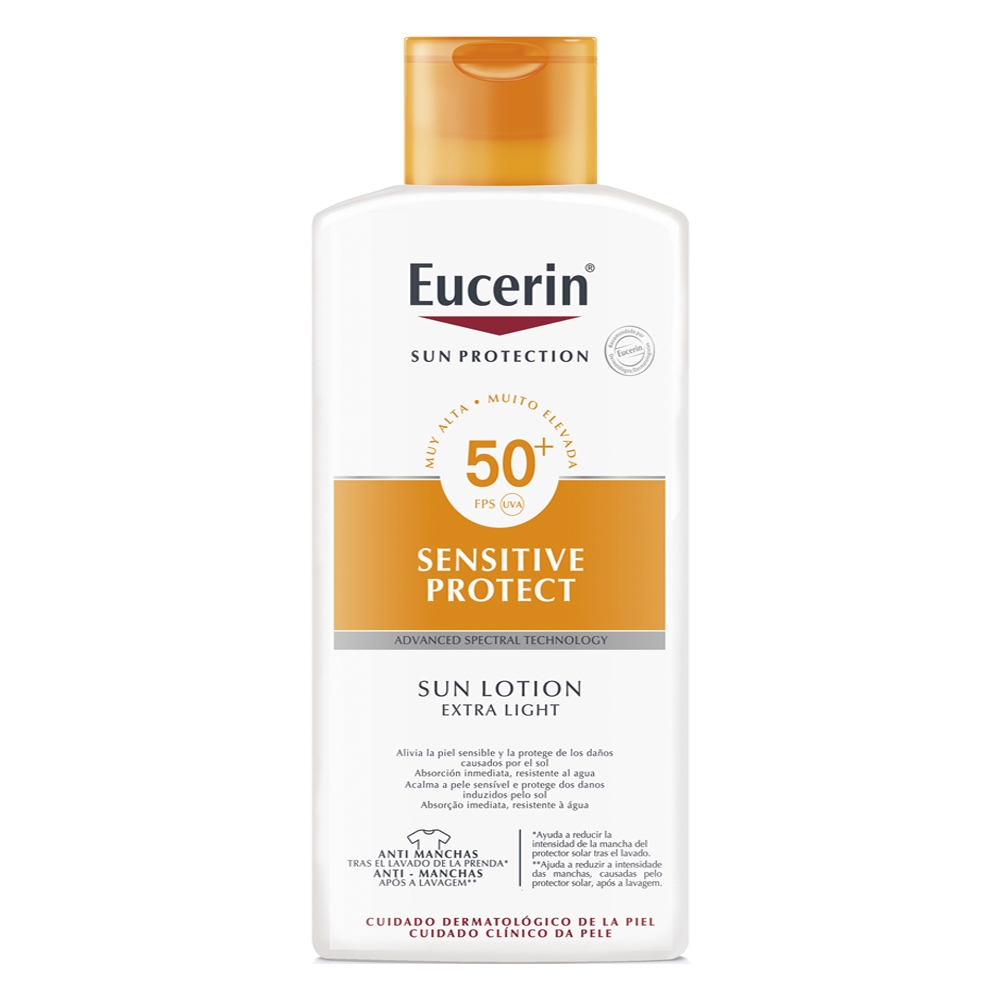 Eucerin®
SUN PROTECTION
Recomendado por
Eucerin
MUY ALTA • MUITO ELEVADA
50+
FPS UVA
SENSITIVE
PROTECT
ADVANCED SPECTRAL TECHNOLOGY
SUN LOTION
EXTRA LIGHT
Alivia la piel sensible y la protege de los daños
causados por el sol
Absorción inmediata, resistente al agua
Acalma a pele sensível e protege dos danos
induzidos pelo sol
Absorção imediata, resistente à água
ANTI MANCHAS
TRAS EL LAVADO DE LA PRENDA*
ANTI - MANCHAS
APÓS A LAVAGEM**
*Ayuda a reducir la
intensidad de la mancha del
protector solar tras el lavado.
**Ajuda a reduzir a intensidade
das manchas, causadas pelo
protector solar, após a lavagem.
CUIDADO DERMATOLÓGICO DE LA PIEL
CUIDADO CLÍNICO DA PELE